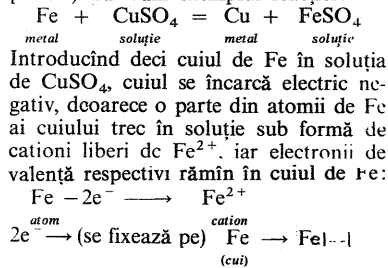 Fe + CuSO₄ = Cu + FeSO₄
metal soluție metal soluție
Introducînd deci cuiul de Fe în soluția
de CuSO₄, cuiul se încarcă electric ne-
gativ, deoarece o parte din atomii de Fe
ai cuiului trec în soluție sub formă de
cationi liberi de Fe²⁺, iar electronii de
valență respectivi rămîn în cuiul de Fe:
Fe −2e⁻ ⟶ Fe²⁺
atom cation
2e⁻ ⟶ (se fixează pe) Fe ⟶
(cui)